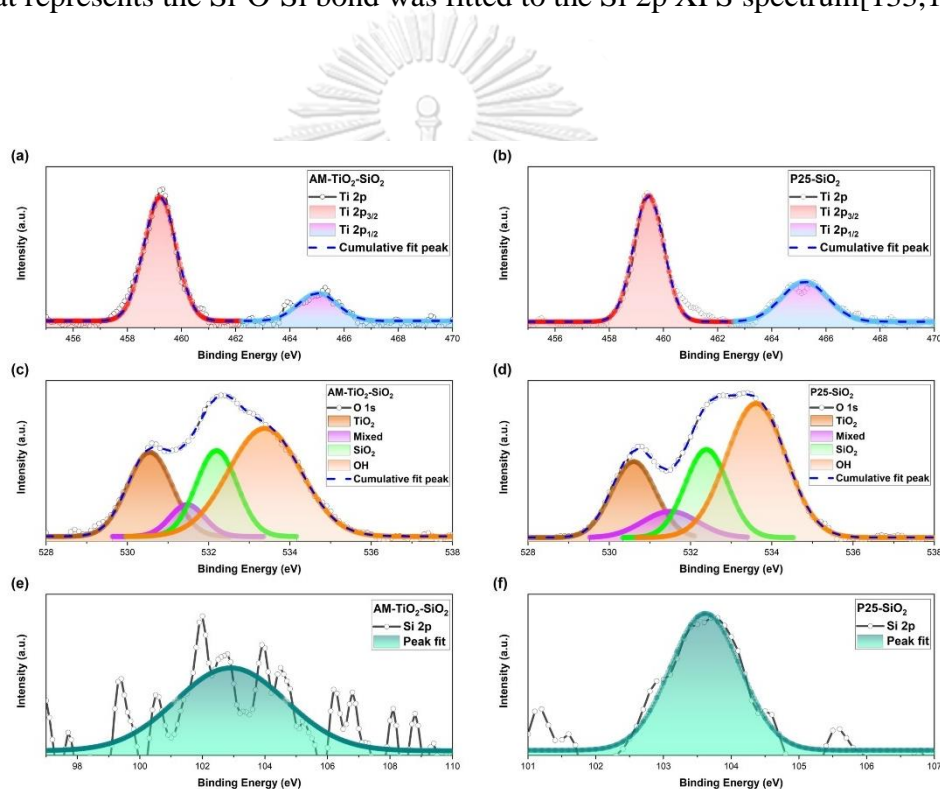 at represents the Si-O-Si bond was fitted to the Si 2p XPS spectrum[133,1
(a)
AM-TiO₂-SiO₂
Ti 2p
Ti 2p₃/₂
Ti 2p₁/₂
Cumulative fit peak
Intensity (a.u.)
456 458 460 462 464 466 468 470
Binding Energy (eV)
(b)
P25-SiO₂
Ti 2p
Ti 2p₃/₂
Ti 2p₁/₂
Cumulative fit peak
Intensity (a.u.)
456 458 460 462 464 466 468 470
Binding Energy (eV)
(c)
AM-TiO₂-SiO₂
O 1s
TiO₂
Mixed
SiO₂
OH
Cumulative fit peak
Intensity (a.u.)
528 530 532 534 536 538
Binding Energy (eV)
(d)
P25-SiO₂
O 1s
TiO₂
Mixed
SiO₂
OH
Cumulative fit peak
Intensity (a.u.)
528 530 532 534 536 538
Binding Energy (eV)
(e)
AM-TiO₂-SiO₂
Si 2p
Peak fit
Intensity (a.u.)
98 100 102 104 106 108 110
Binding Energy (eV)
(f)
P25-SiO₂
Si 2p
Peak fit
Intensity (a.u.)
101 102 103 104 105 106 107
Binding Energy (eV)